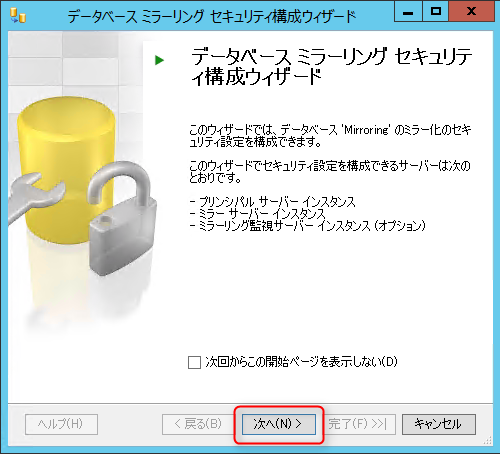 データベース ミラーリング セキュリティ構成ウィザード
データベース ミラーリング セキュリテ
ィ構成ウィザード
このウィザードでは、データベース 'Mirroring' のミラー化のセキ
ュリティ設定を構成できます。
このウィザードでセキュリティ設定を構成できるサーバーは次の
とおりです。
- プリンシパル サーバー インスタンス
- ミラー サーバー インスタンス
- ミラーリング監視サーバー インスタンス (オプション)
次回からこの開始ページを表示しない(D)
ヘルプ(H)
< 戻る(B)
次へ(N) >
完了(F) >>|
キャンセル